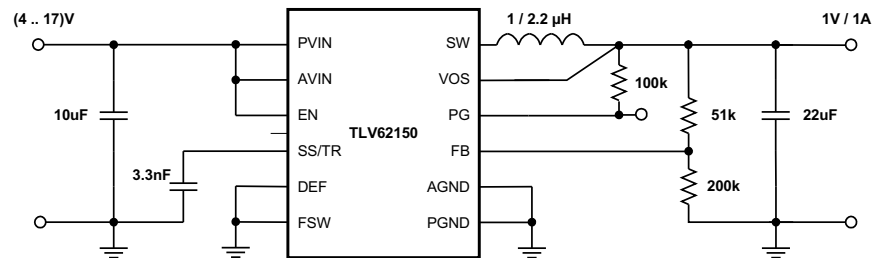 (4 .. 17)V
1 / 2.2 µH
1V / 1A
PVIN
SW
AVIN
VOS
100k
10uF
EN
PG
51k
22uF
TLV62150
SS/TR
FB
3.3nF
DEF
AGND
200k
FSW
PGND